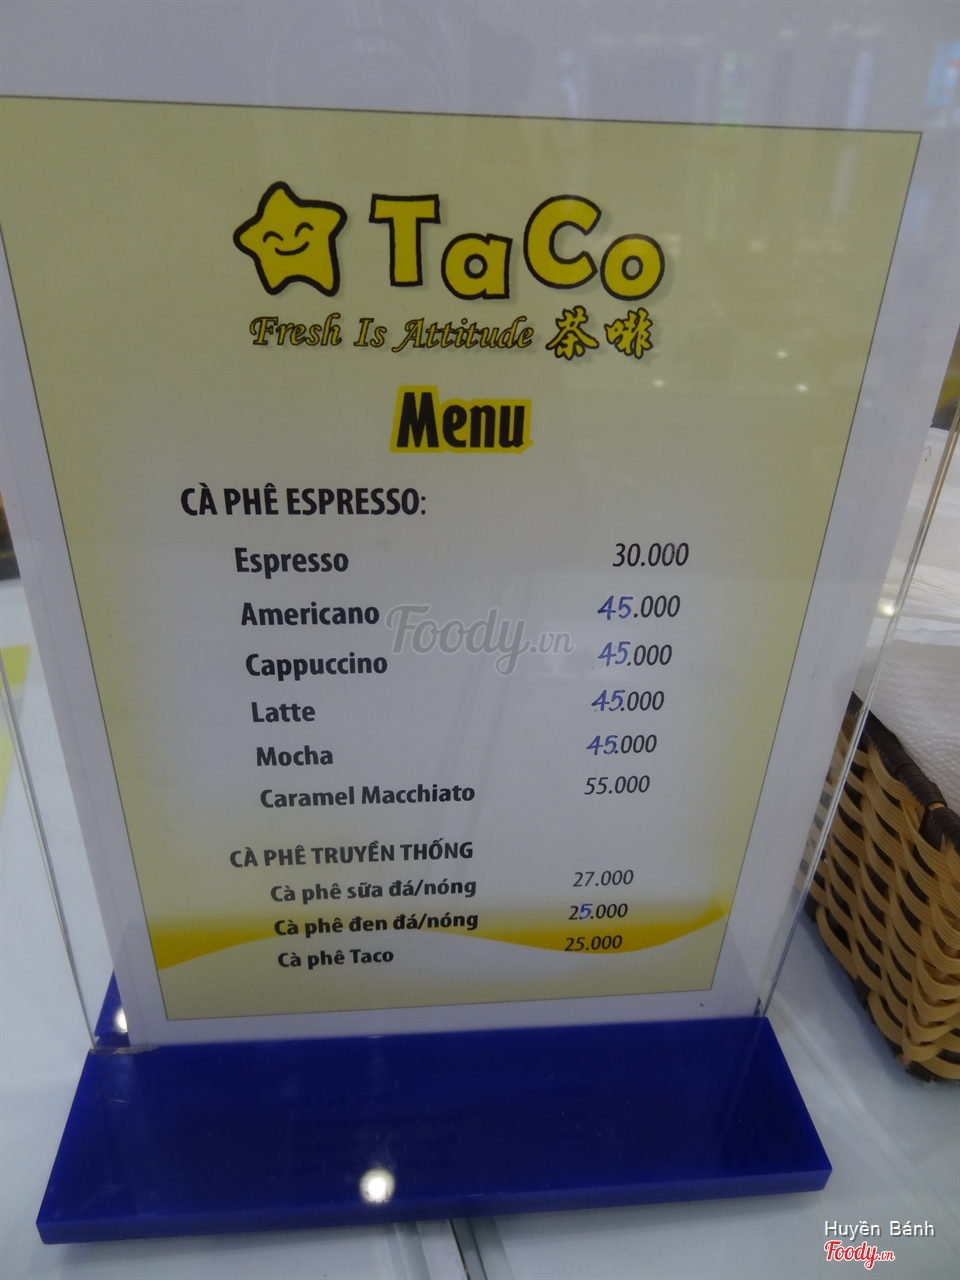 TaCo
Fresh Is Attitude 茶啡
Menu
CÀ PHÊ ESPRESSO:
Espresso 30.000
Americano 45.000
Cappuccino 45.000
Latte 45.000
Mocha 45.000
Caramel Macchiato 55.000
CÀ PHÊ TRUYỀN THỐNG
Cà phê sữa đá/nóng 27.000
Cà phê đen đá/nóng 25.000
Cà phê Taco 25.000
Foody.vn
Huyền Bánh
Foody.vn